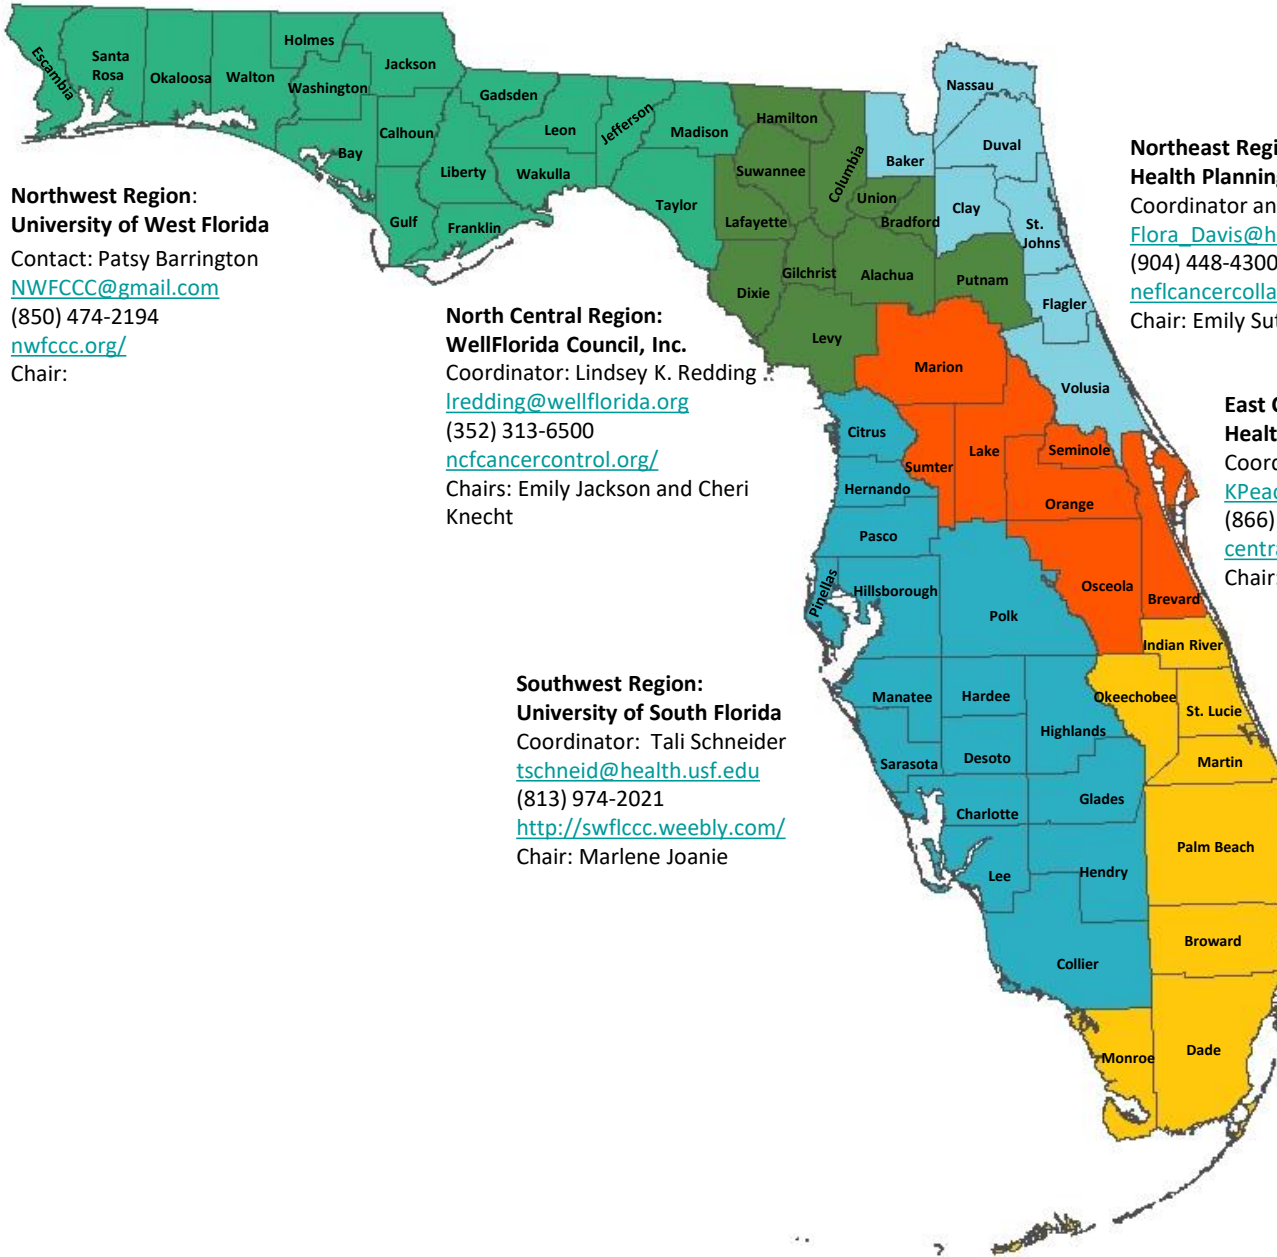 Northwest Region:
University of West Florida
Contact: Patsy Barrington
NWFCCC@gmail.com
(850) 474-2194
nwfccc.org/
Chair:
North Central Region:
WellFlorida Council, Inc.
Coordinator: Lindsey K. Redding
lredding@wellflorida.org
(352) 313-6500
ncfcancercontrol.org/
Chairs: Emily Jackson and Cheri
Knecht
Southwest Region:
University of South Florida
Coordinator: Tali Schneider
tschneid@health.usf.edu
(813) 974-2021
http://swflccc.weebly.com/
Chair: Marlene Joanie
Northeast Regi
Health Planning
Coordinator an
Flora_Davis@h
(904) 448-4300
neflcancercolla
Chair: Emily Sut
East C
Healt
Coord
KPead
(866)
centra
Chair:
Escambia
Santa
Rosa
Okaloosa
Walton
Holmes
Washington
Jackson
Bay
Calhoun
Gulf
Gadsden
Liberty
Franklin
Leon
Wakulla
Jefferson
Madison
Taylor
Hamilton
Suwannee
Lafayette
Columbia
Union
Bradford
Gilchrist
Alachua
Dixie
Levy
Putnam
Nassau
Baker
Duval
Clay
St.
Johns
Flagler
Volusia
Marion
Citrus
Sumter
Lake
Seminole
Hernando
Orange
Pasco
Pinellas
Hillsborough
Polk
Osceola
Brevard
Indian River
Manatee
Hardee
Highlands
Okeechobee
St. Lucie
Sarasota
Desoto
Martin
Charlotte
Glades
Lee
Hendry
Palm Beach
Broward
Collier
Monroe
Dade